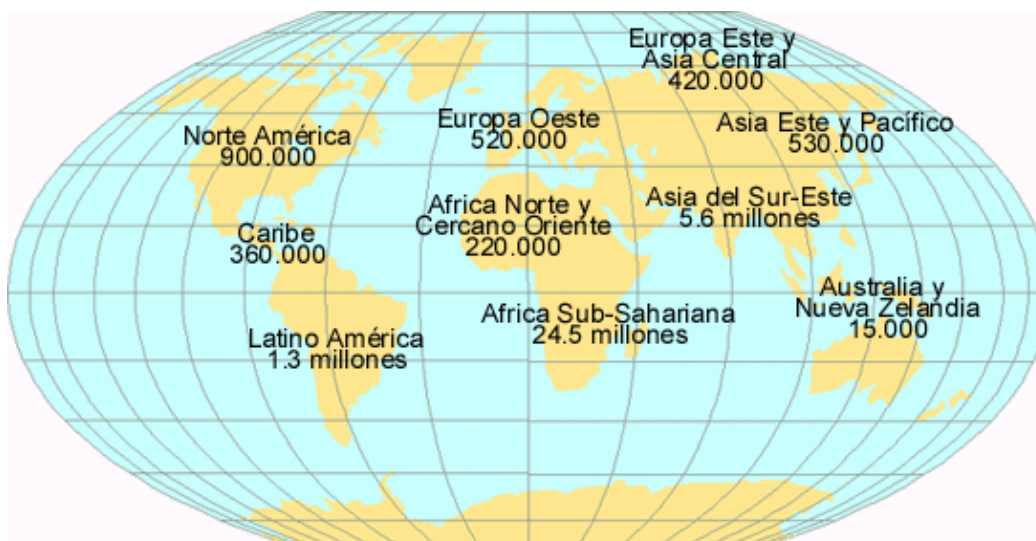 Europa Este y
Asia Central
420.000
Europa Oeste
520.000
Asia Este y Pacífico
530.000
Norte América
900.000
Africa Norte y
Cercano Oriente
220.000
Asia del Sur-Este
5.6 millones
Caribe
360.000
Australia y
Nueva Zelandia
15.000
Africa Sub-Sahariana
24.5 millones
Latino América
1.3 millones